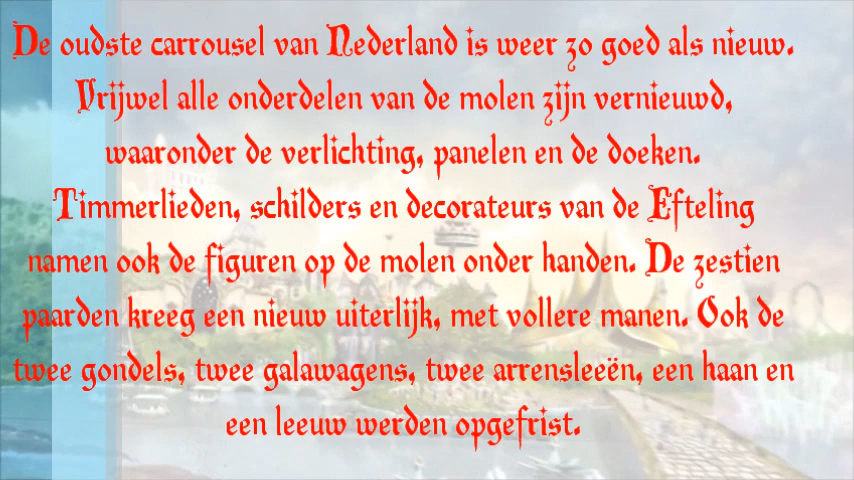 De oudste carrousel van Nederland is weer zo goed als nieuw.
Vrijwel alle onderdelen van de molen zijn vernieuwd,
waaronder de verlichting, panelen en de doeken.
Timmerlieden, schilders en decorateurs van de Efteling
namen ook de figuren op de molen onder handen. De zestien
paarden kreeg een nieuw uiterlijk, met vollere manen. Ook de
twee gondels, twee galawagens, twee arrensleeën, een haan en
een leeuw werden opgefrist.